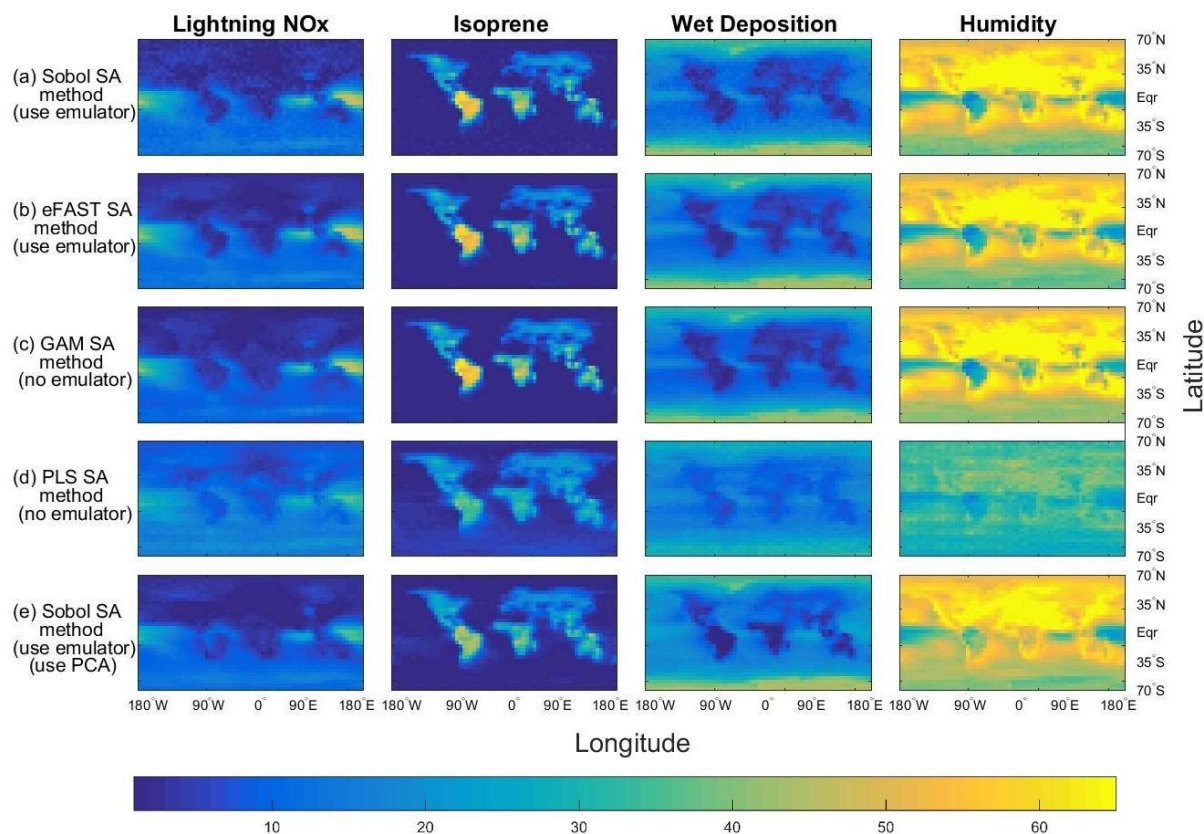 Lightning NOx Isoprene Wet Deposition Humidity
(a) Sobol SA
method
(use emulator)
70°N
35°N
Eqr
35°S
70°S
(b) eFAST SA
method
(use emulator)
70°N
35°N
Eqr
35°S
70°S
(c) GAM SA
method
(no emulator)
70°N
35°N
Eqr
35°S
70°S
Latitude
(d) PLS SA
method
(no emulator)
70°N
35°N
Eqr
35°S
70°S
(e) Sobol SA
method
(use emulator)
(use PCA)
70°N
35°N
Eqr
35°S
70°S
180°W 90°W 0° 90°E 180°E 90°W 0° 90°E 180°E 90°W 0° 90°E 180°E 90°W 0° 90°E 180°E
Longitude
10 20 30 40 50 60